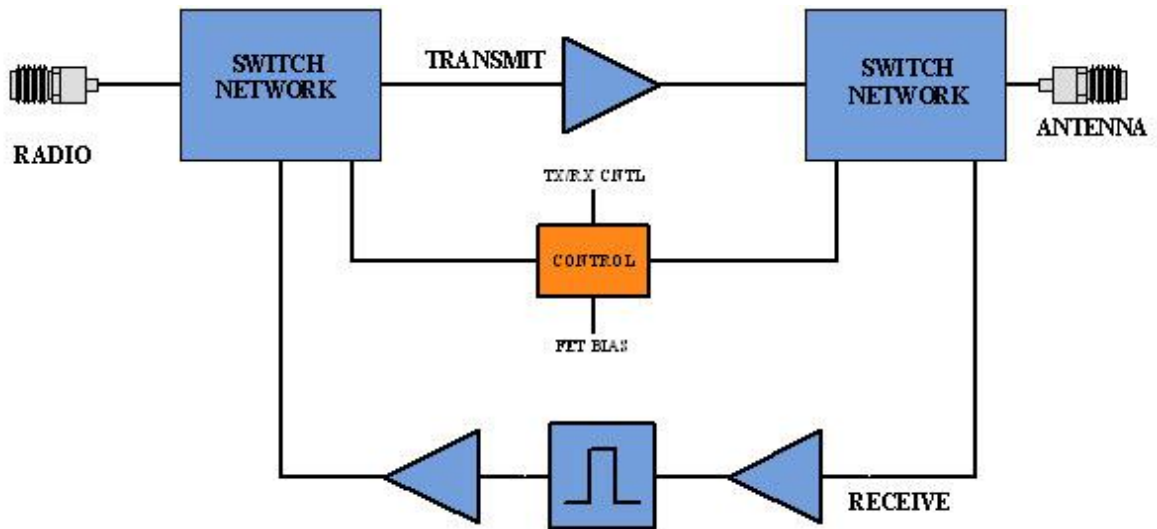 SWITCH
NETWORK
TRANSMIT
SWITCH
NETWORK
RADIO
ANTENNA
TX/RX CNTL
CONTROL
FET BIAS
RECEIVE